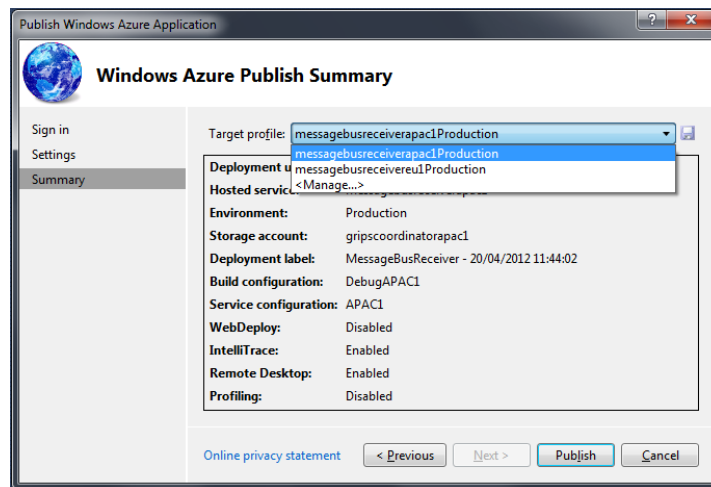 Publish Windows Azure Application
Windows Azure Publish Summary
Sign in
Settings
Summary
Target profile: messagebusreceiverapac1Production
messagebusreceiverapac1Production
messagebusreceivereu1Production
<Manage...>
Deployment
Hosted
Environment: Production
Storage account: gripscoordinatorapac1
Deployment label: MessageBusReceiver - 20/04/2012 11:44:02
Build configuration: DebugAPAC1
Service configuration: APAC1
WebDeploy: Disabled
IntelliTrace: Enabled
Remote Desktop: Enabled
Profiling: Disabled
Online privacy statement < Previous Next > Publish Cancel